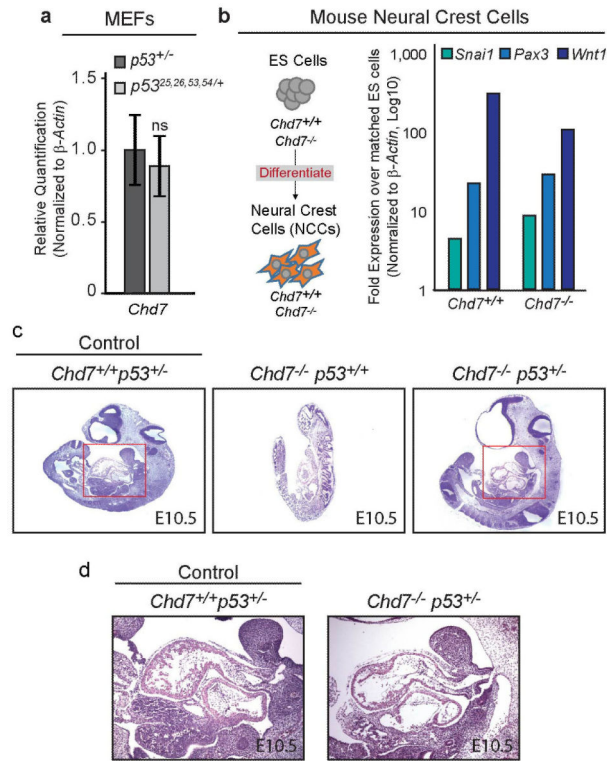 a
MEFs
p53+/-
p5325,26,53,54/+
Relative Quantification
(Normalized to β-Actin)
1.5
1.0
0.5
0
ns
Chd7
b
Mouse Neural Crest Cells
ES Cells
Chd7+/+
Chd7-/-
Differentiate
Neural Crest
Cells (NCCs)
Chd7+/+
Chd7-/-
Fold Expression over matched ES cells
(Nomralized to β-Actin, Log10)
1,000
100
10
1
Snai1 Pax3 Wnt1
Chd7+/+ Chd7-/-
c
Control
Chd7+/+p53+/-
Chd7-/- p53+/+
Chd7-/- p53+/-
E10.5
E10.5
E10.5
d
Control
Chd7+/+p53+/-
Chd7-/- p53+/-
E10.5
E10.5